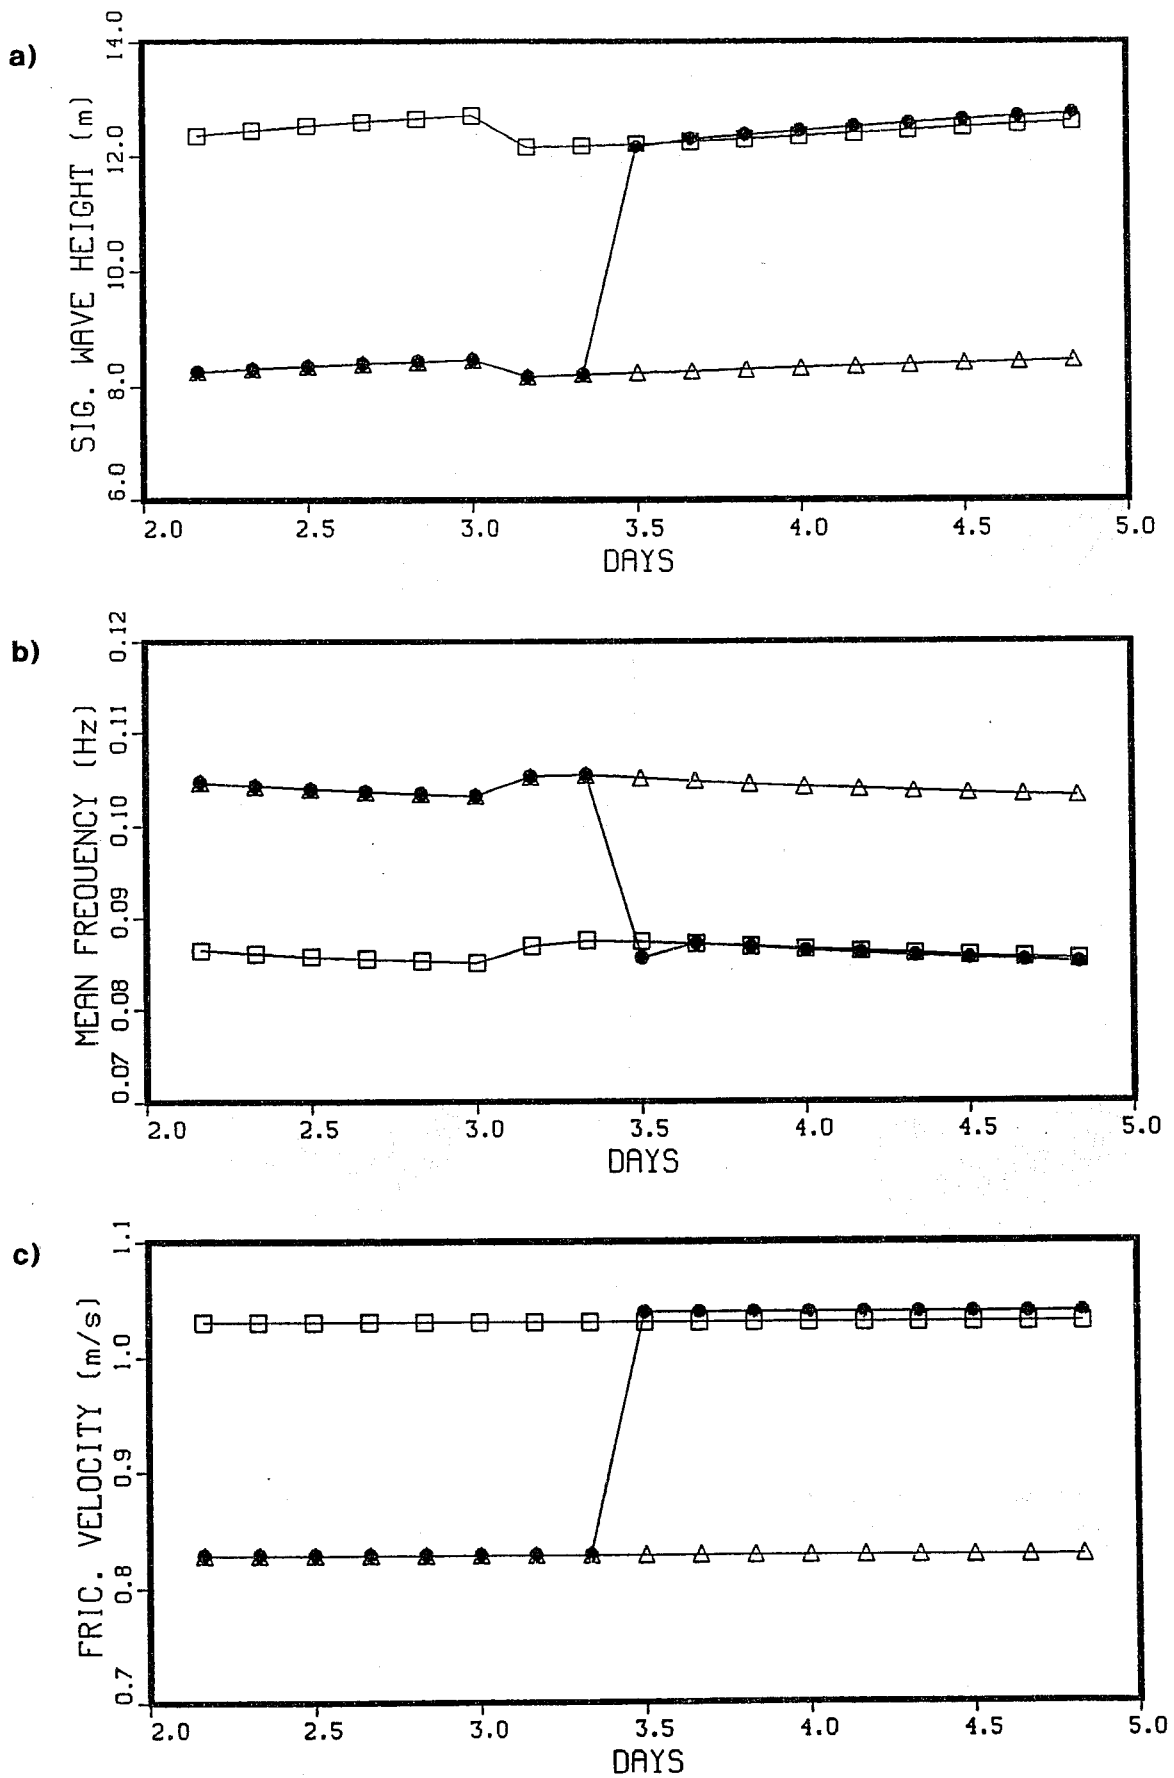 a)
SIG. WAVE HEIGHT (m)
14.0
12.0
10.0
8.0
6.0
2.0 2.5 3.0 3.5 4.0 4.5 5.0
DAYS
b)
MEAN FREQUENCY (Hz)
0.12
0.11
0.10
0.09
0.08
0.07
2.0 2.5 3.0 3.5 4.0 4.5 5.0
DAYS
c)
FRIC. VELOCITY (m/s)
1.1
1.0
0.9
0.8
0.7
2.0 2.5 3.0 3.5 4.0 4.5 5.0
DAYS